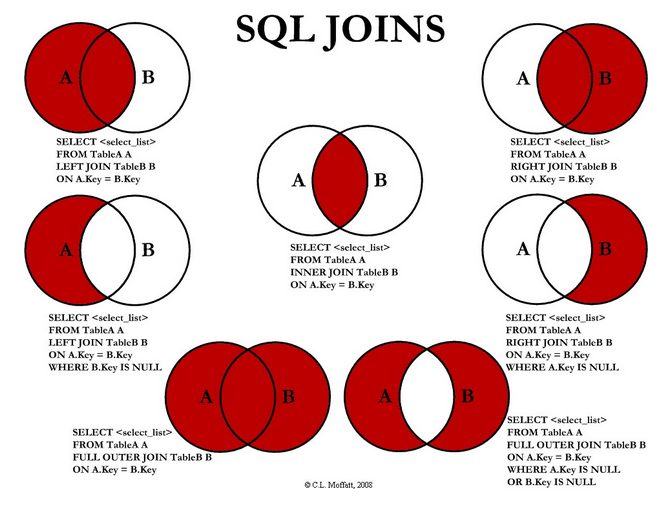 SQL JOINS
A B
SELECT <select_list>
FROM TableA A
LEFT JOIN TableB B
ON A.Key = B.Key
A B
SELECT <select_list>
FROM TableA A
RIGHT JOIN TableB B
ON A.Key = B.Key
A B
SELECT <select_list>
FROM TableA A
INNER JOIN TableB B
ON A.Key = B.Key
A B
SELECT <select_list>
FROM TableA A
LEFT JOIN TableB B
ON A.Key = B.Key
WHERE B.Key IS NULL
A B
SELECT <select_list>
FROM TableA A
RIGHT JOIN TableB B
ON A.Key = B.Key
WHERE A.Key IS NULL
A B
SELECT <select_list>
FROM TableA A
FULL OUTER JOIN TableB B
ON A.Key = B.Key
A B
SELECT <select_list>
FROM TableA A
FULL OUTER JOIN TableB B
ON A.Key = B.Key
WHERE A.Key IS NULL
OR B.Key IS NULL
© C.L. Moffatt, 2008